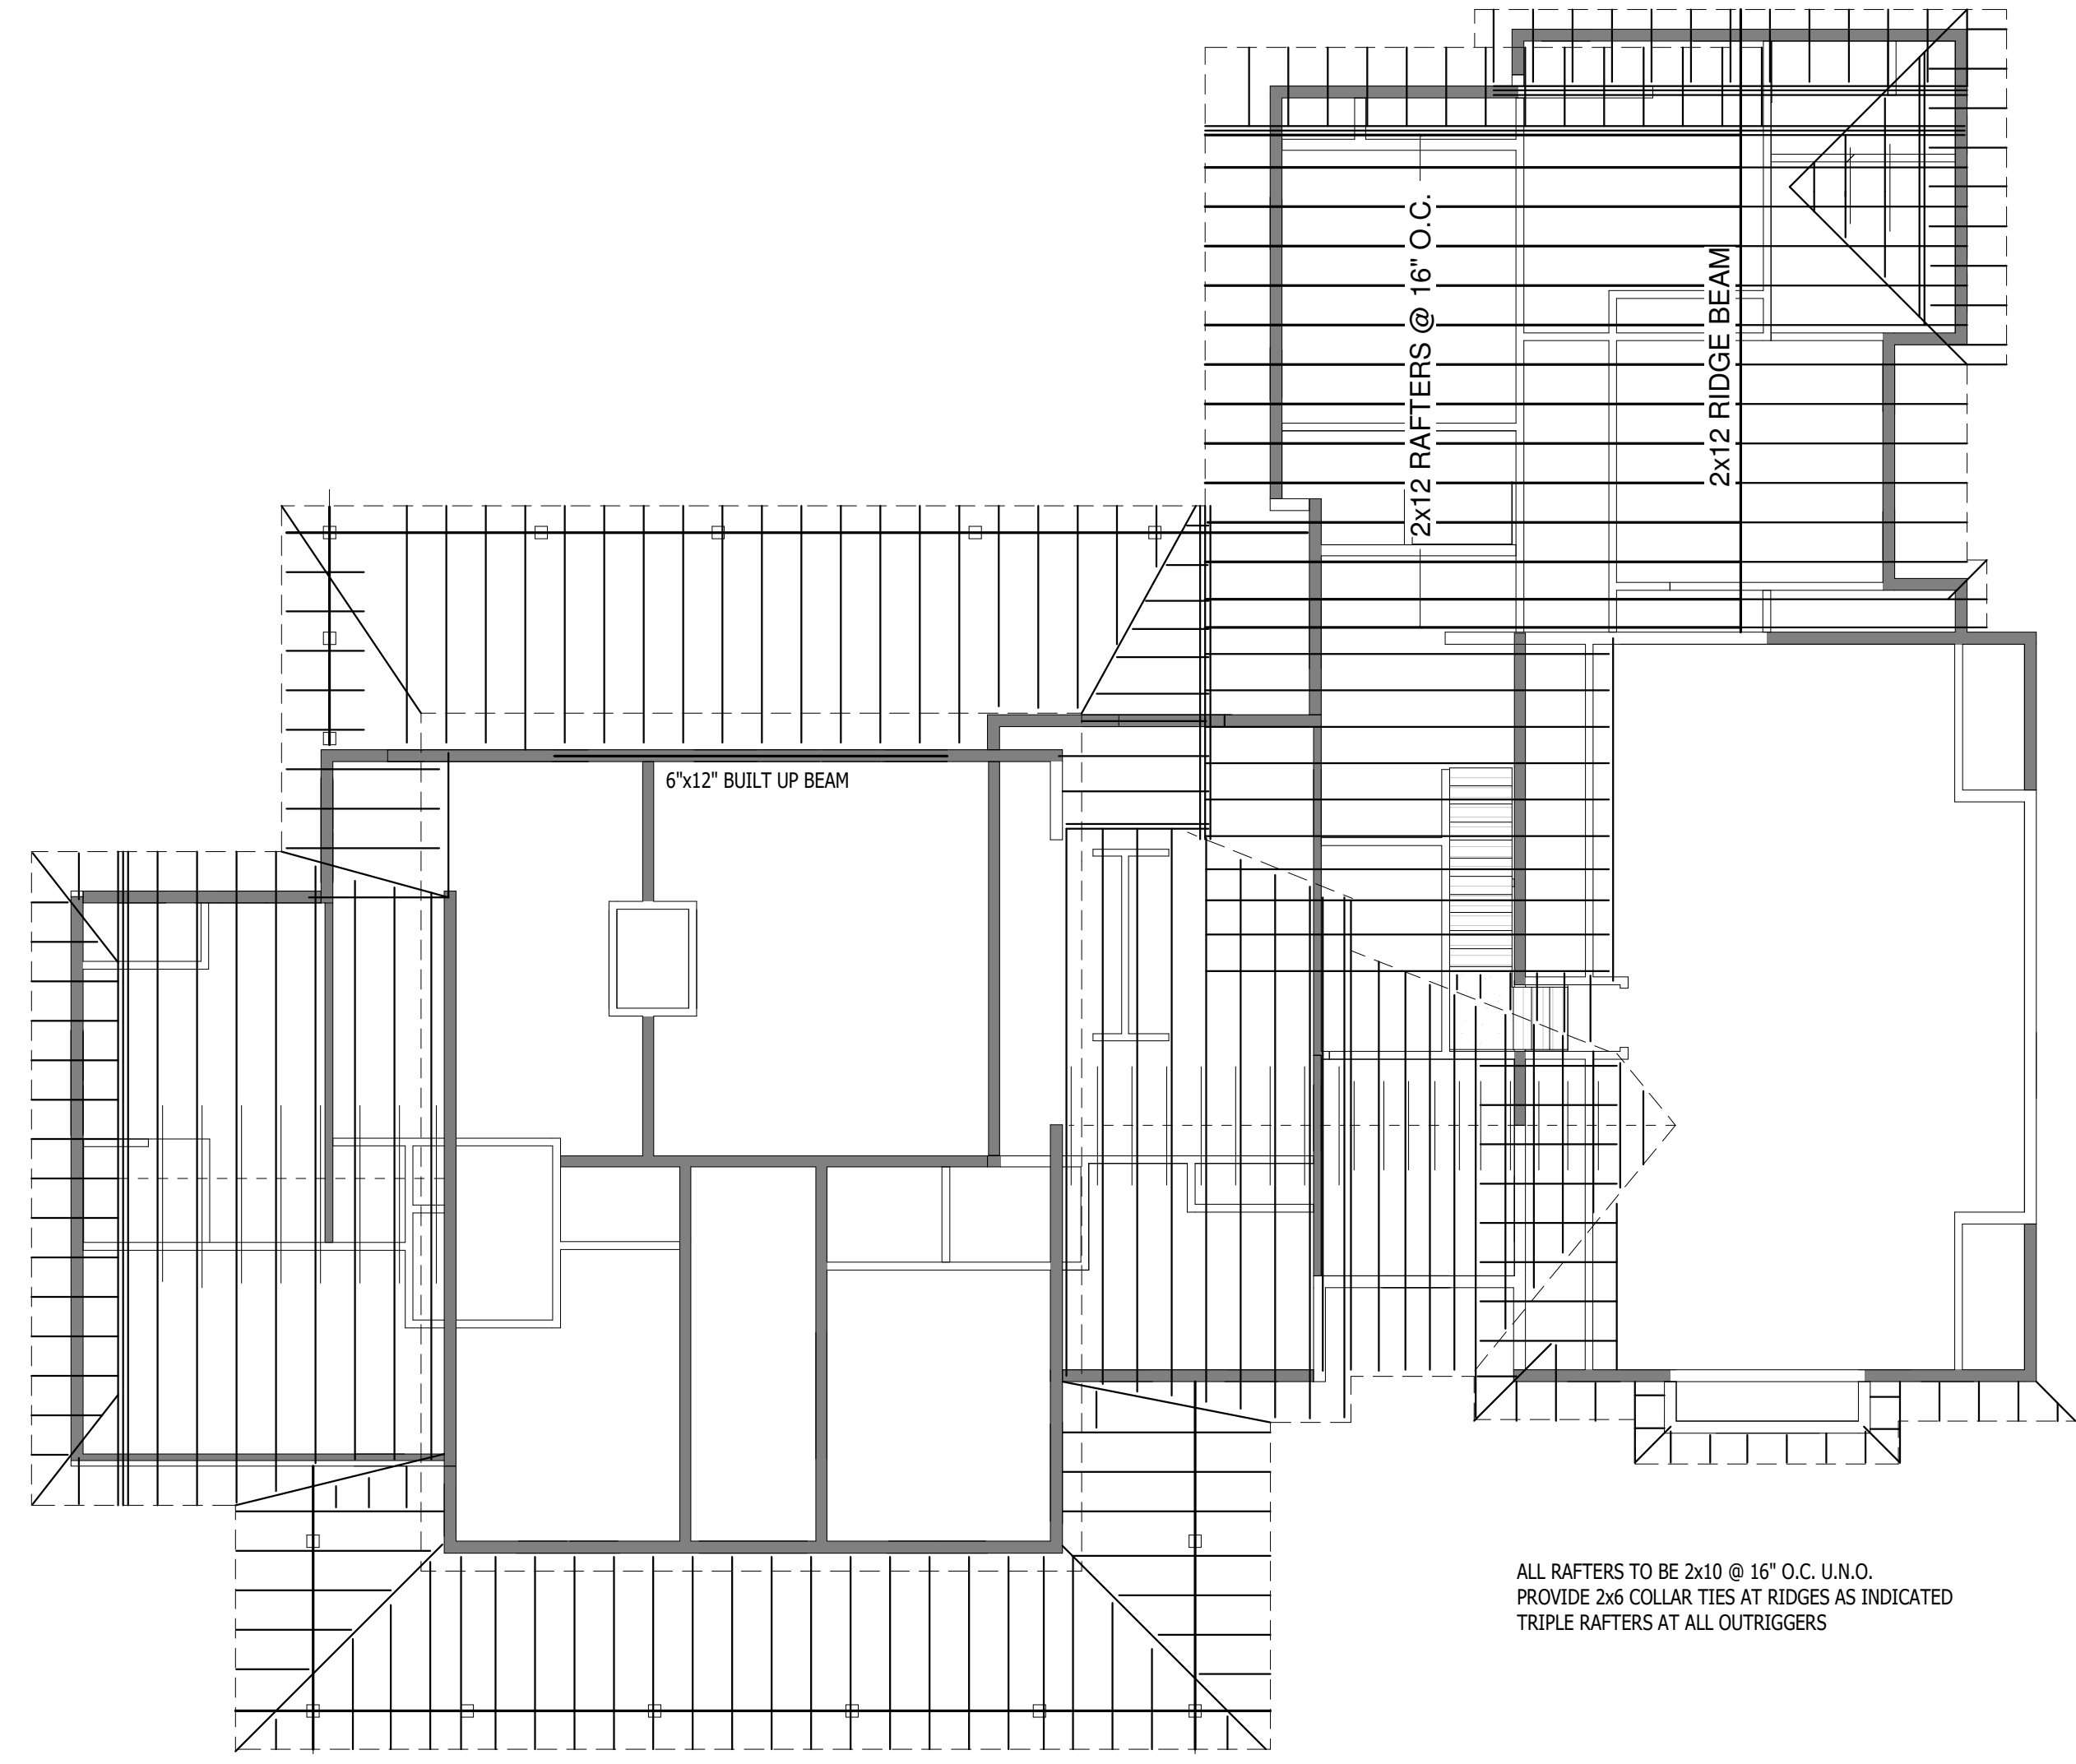 2x12 RAFTERS @ 16" O.C.
2x12 RIDGE BEAM
6"x12" BUILT UP BEAM
ALL RAFTERS TO BE 2x10 @ 16" O.C. U.N.O.
PROVIDE 2x6 COLLAR TIES AT RIDGES AS INDICATED
TRIPLE RAFTERS AT ALL OUTRIGGERS